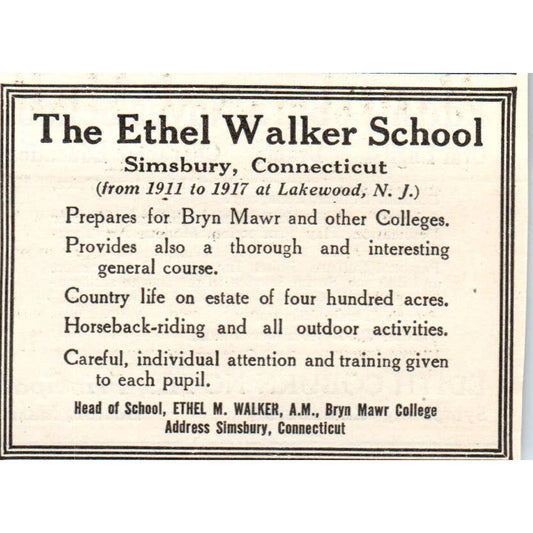 The Ethel Walker School
Simsbury, Connecticut
(from 1911 to 1917 at Lakewood, N. J.)
Prepares for Bryn Mawr and other Colleges.
Provides also a thorough and interesting
general course.
Country life on estate of four hundred acres.
Horseback-riding and all outdoor activities.
Careful, individual attention and training given
to each pupil.
Head of School, ETHEL M. WALKER, A.M., Bryn Mawr College
Address Simsbury, Connecticut